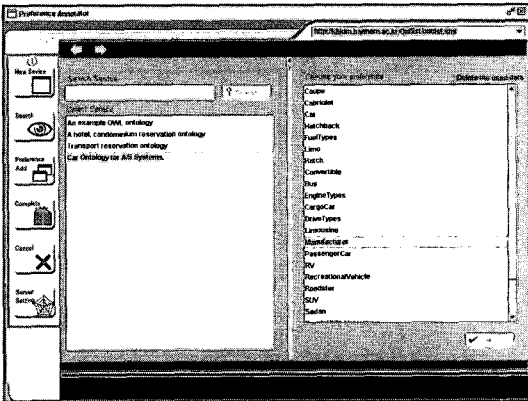 Preference Annotator
New Service
Search
Preference
Add
Complete
Cancel
Server
Setting
Search Service
Select Service
An example OWL ontology
A hotel, condominium reservation ontology
Transport reservation ontology
Car Ontology for A/S Systems.
your preference
Delete the used data
Coupe
Cabriolet
Car
Hatchback
FuelTypes
Limo
Hatch
Convertible
Bus
EngineTypes
CargoCar
DriveTypes
Limousine
Manufacturer
PassengerCar
RV
RecreationalVehicle
Roadster
SUV
Sedan